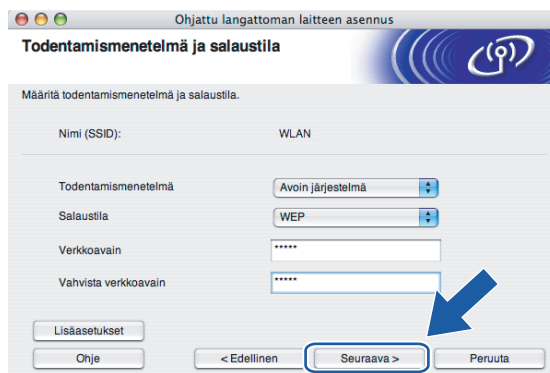 Ohjattu langattoman laitteen asennus
Todentamismenetelmä ja salaustila
Määritä todentamismenetelmä ja salaustila.
Nimi (SSID): WLAN
Todentamismenetelmä Avoin järjestelmä
Salaustila WEP
Verkkoavain *****
Vahvista verkkoavain *****
Lisäasetukset
Ohje < Edellinen Seuraava > Peruuta